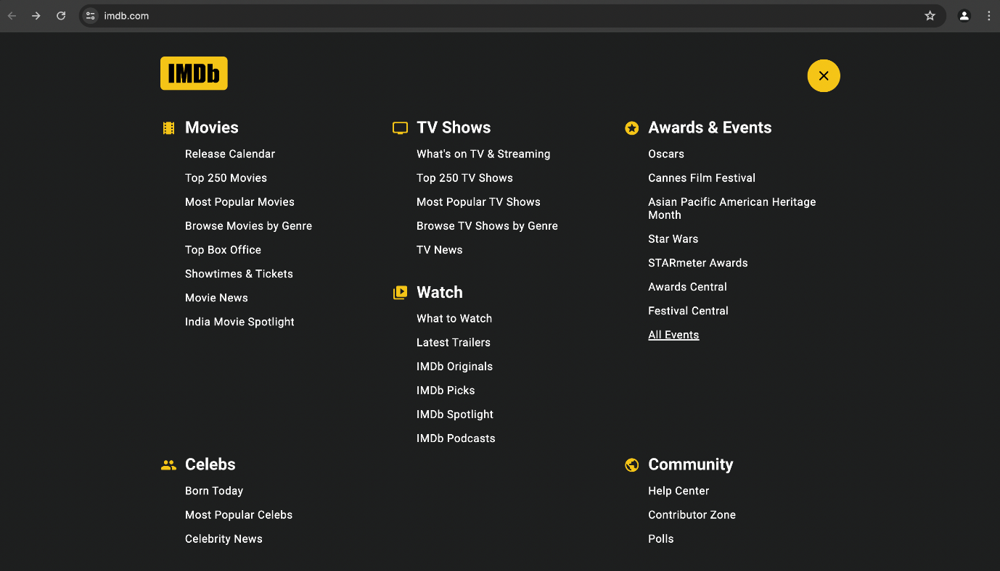 imdb.com
IMDb
Movies
Release Calendar
Top 250 Movies
Most Popular Movies
Browse Movies by Genre
Top Box Office
Showtimes & Tickets
Movie News
India Movie Spotlight
TV Shows
What's on TV & Streaming
Top 250 TV Shows
Most Popular TV Shows
Browse TV Shows by Genre
TV News
Watch
What to Watch
Latest Trailers
IMDb Originals
IMDb Picks
IMDb Spotlight
IMDb Podcasts
Awards & Events
Oscars
Cannes Film Festival
Asian Pacific American Heritage
Month
Star Wars
STARmeter Awards
Awards Central
Festival Central
All Events
Celebs
Born Today
Most Popular Celebs
Celebrity News
Community
Help Center
Contributor Zone
Polls